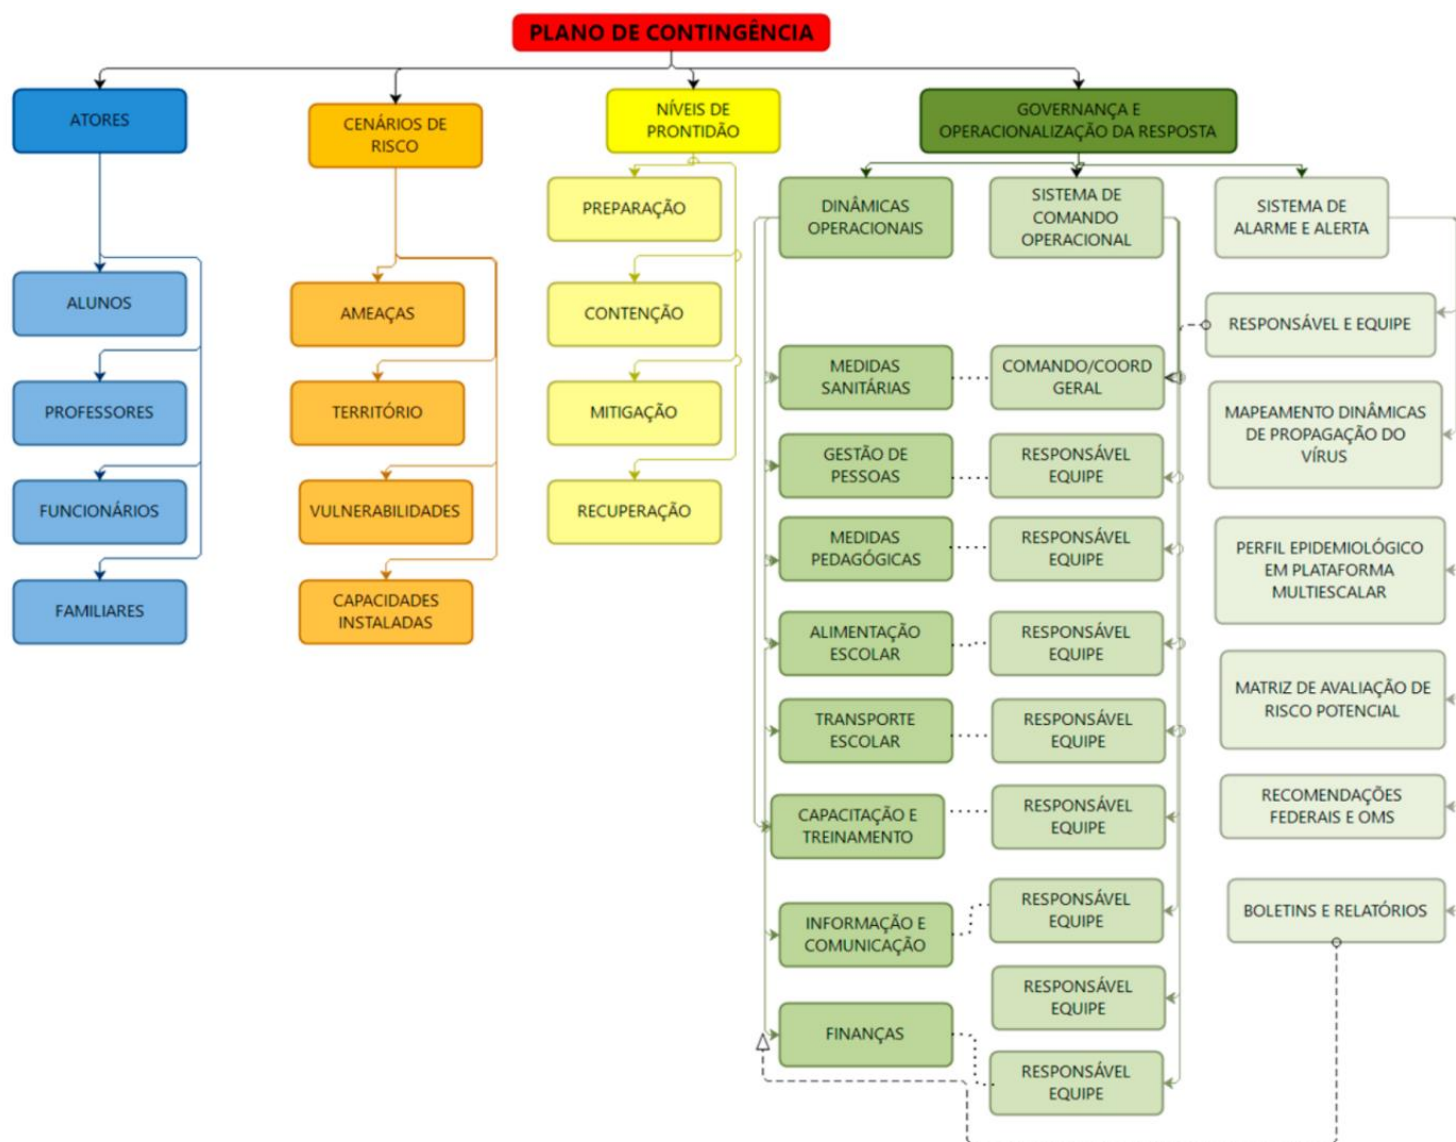 PLANO DE CONTINGÊNCIA
ATORES
ALUNOS
PROFESSORES
FUNCIONÁRIOS
FAMILIARES
CENÁRIOS DE
RISCO
AMEAÇAS
TERRITÓRIO
VULNERABILIDADES
CAPACIDADES
INSTALADAS
NÍVEIS DE
PRONTIDÃO
PREPARAÇÃO
CONTENÇÃO
MITIGAÇÃO
RECUPERAÇÃO
GOVERNANÇA E
OPERACIONALIZAÇÃO DA RESPOSTA
DINÂMICAS
OPERACIONAIS
MEDIDAS
SANITÁRIAS
GESTÃO DE
PESSOAS
MEDIDAS
PEDAGÓGICAS
ALIMENTAÇÃO
ESCOLAR
TRANSPORTE
ESCOLAR
CAPACITAÇÃO E
TREINAMENTO
INFORMAÇÃO E
COMUNICAÇÃO
FINANÇAS
SISTEMA DE
COMANDO
OPERACIONAL
COMANDO/COORD
GERAL
RESPONSÁVEL
EQUIPE
RESPONSÁVEL
EQUIPE
RESPONSÁVEL
EQUIPE
RESPONSÁVEL
EQUIPE
RESPONSÁVEL
EQUIPE
RESPONSÁVEL
EQUIPE
RESPONSÁVEL
EQUIPE
RESPONSÁVEL
EQUIPE
SISTEMA DE
ALARME E ALERTA
RESPONSÁVEL E EQUIPE
MAPEAMENTO DINÂMICAS
DE PROPAGAÇÃO DO
VÍRUS
PERFIL EPIDEMIOLÓGICO
EM PLATAFORMA
MULTIESCALAR
MATRIZ DE AVALIAÇÃO DE
RISCO POTENCIAL
RECOMENDAÇÕES
FEDERAIS E OMS
BOLETINS E RELATÓRIOS